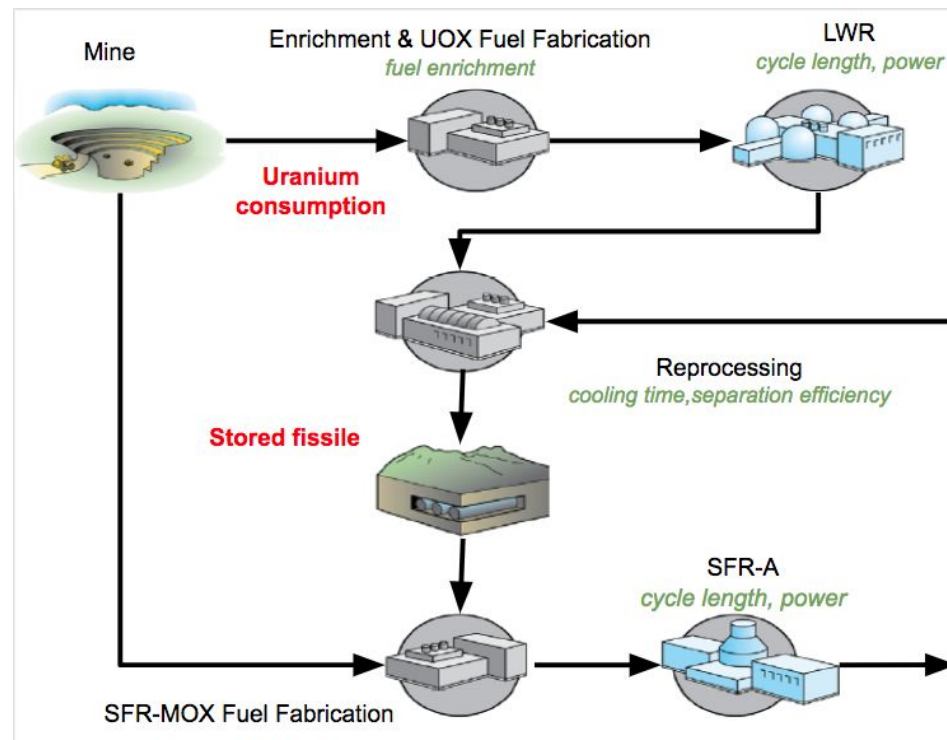 Mine
Enrichment & UOX Fuel Fabrication
fuel enrichment
LWR
cycle length, power
Uranium
consumption
Reprocessing
cooling time,separation efficiency
Stored fissile
SFR-A
cycle length, power
SFR-MOX Fuel Fabrication